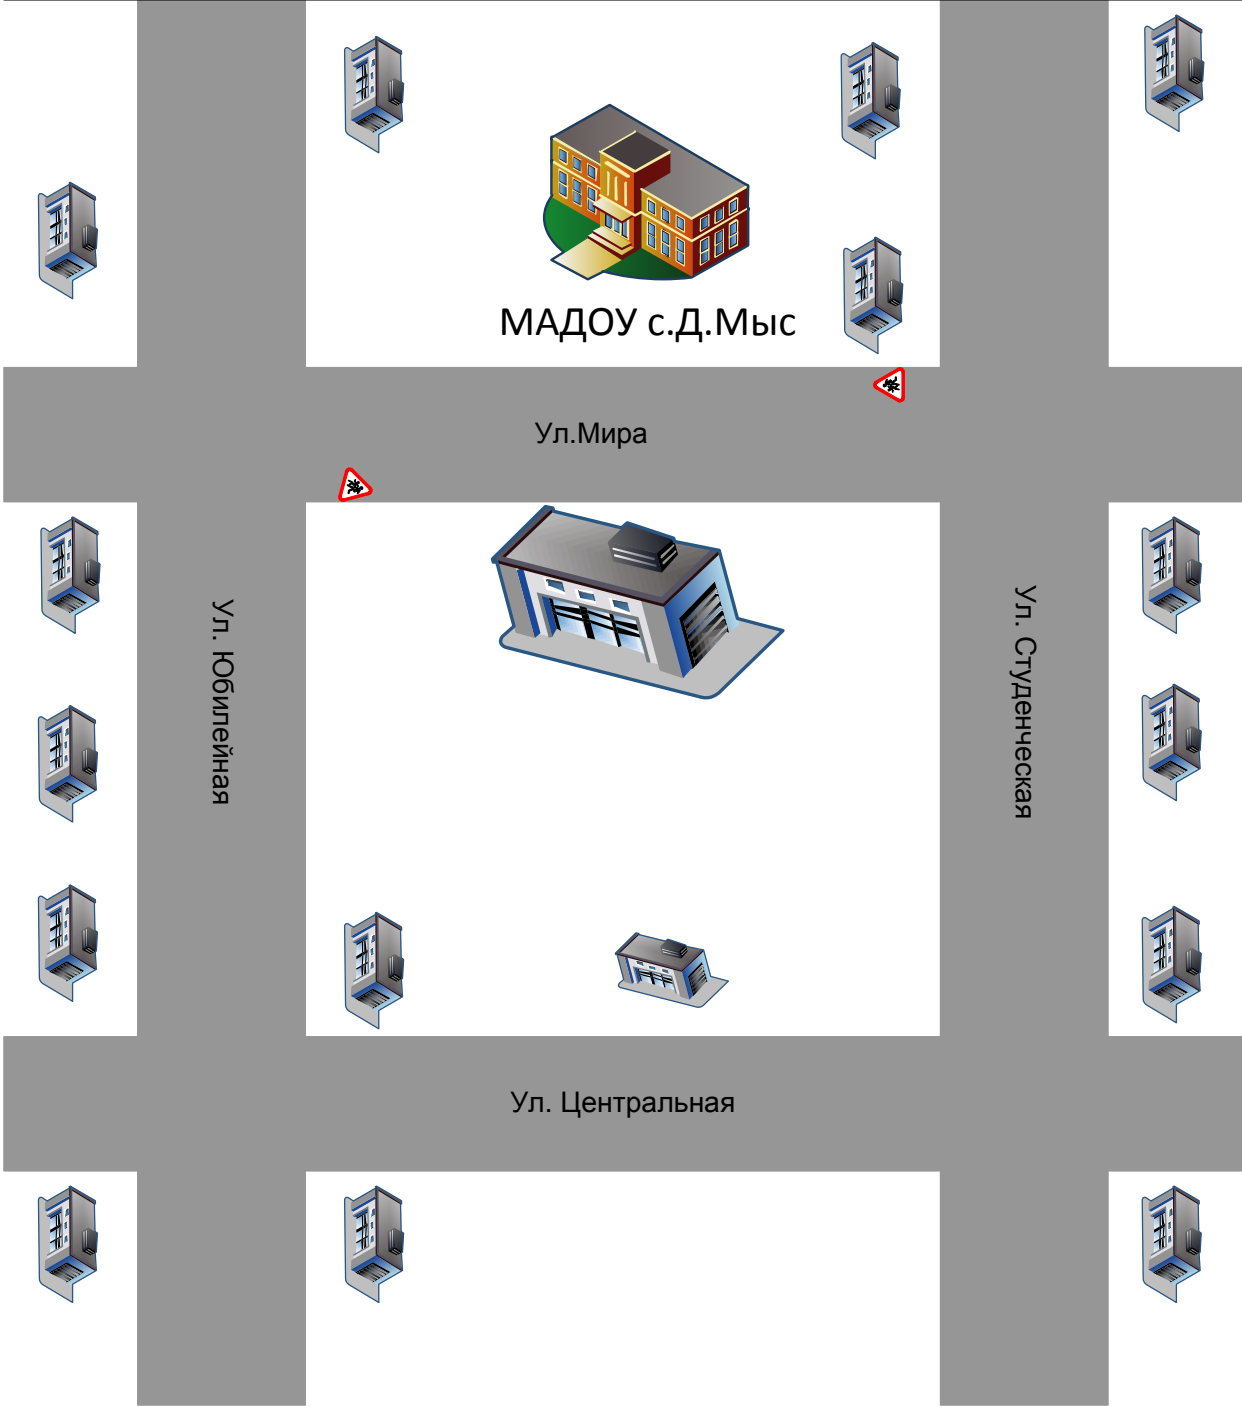 МАДОУ с.Д.Мыс
Ул.Мира
Ул. Юбилейная
Ул. Студенческая
Ул. Центральная